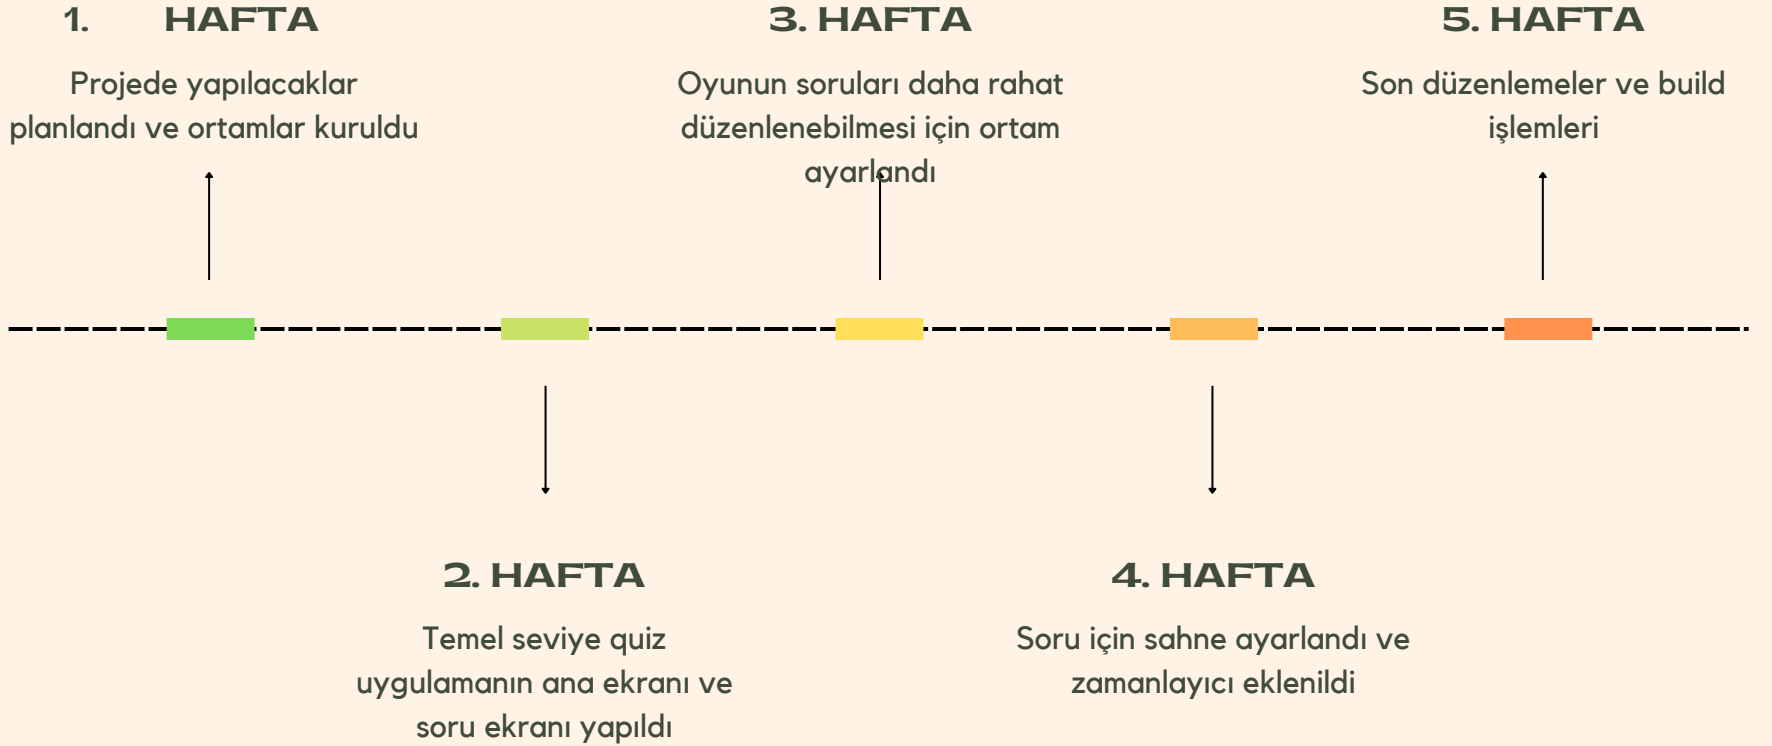 1. HAFTA
Projede yapılacaklar
planlandı ve ortamlar kuruldu
2. HAFTA
Temel seviye quiz
uygulamanın ana ekranı ve
soru ekranı yapıldı
3. HAFTA
Oyunun soruları daha rahat
düzenlenebilmesi için ortam
ayarlandı
4. HAFTA
Soru için sahne ayarlandı ve
zamanlayıcı eklenildi
5. HAFTA
Son düzenlemeler ve build
işlemleri